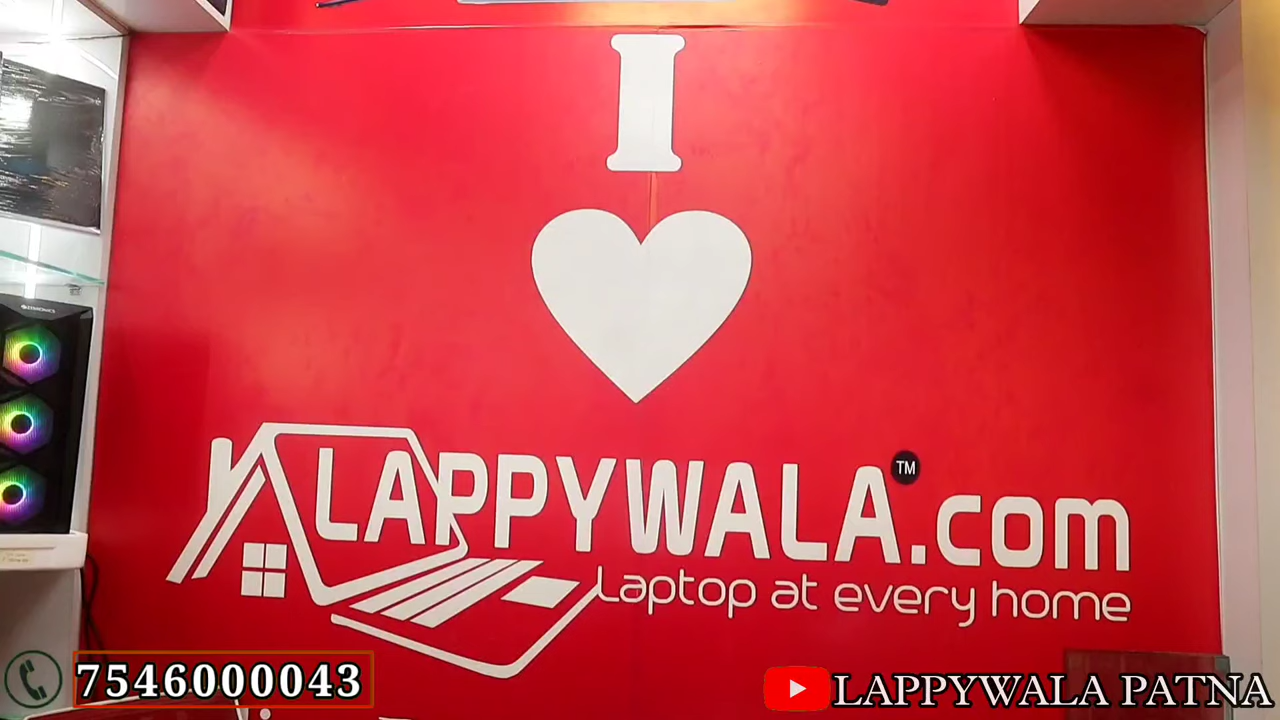 I
LAPPYWALA.com
TM
Laptop at every home
7546000043
LAPPYWALA PATNA